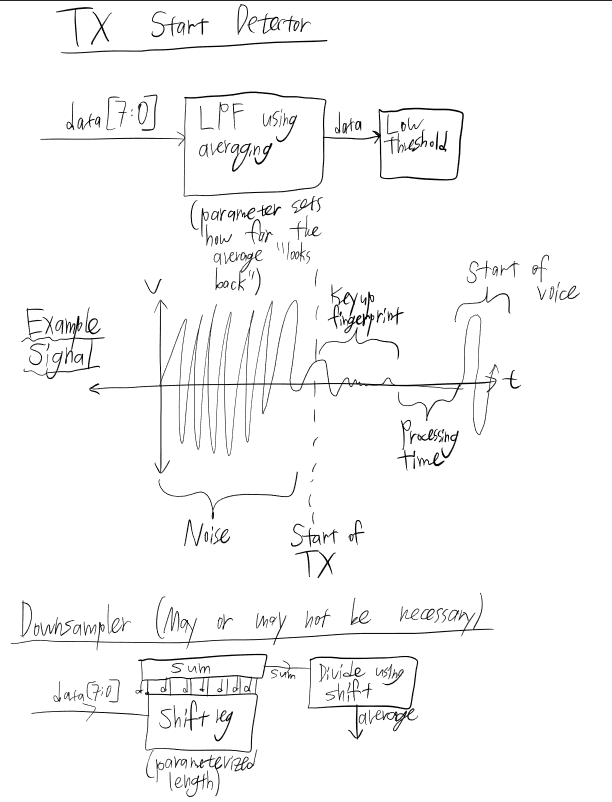 TX Start Detector
data[7:0]
LPF using
averaging
data
Low
threshold
(parameter sets
how far the
average "looks
back")
Example
Signal
V
Keyup
fingerprint
Start of
voice
t
Processing
time
Noise
Start of
TX
Downsampler (May or may not be necessary)
data[7:0]
sum
d d d d d d
Shift reg
(parameterized
length)
sum
Divide using
shift
average